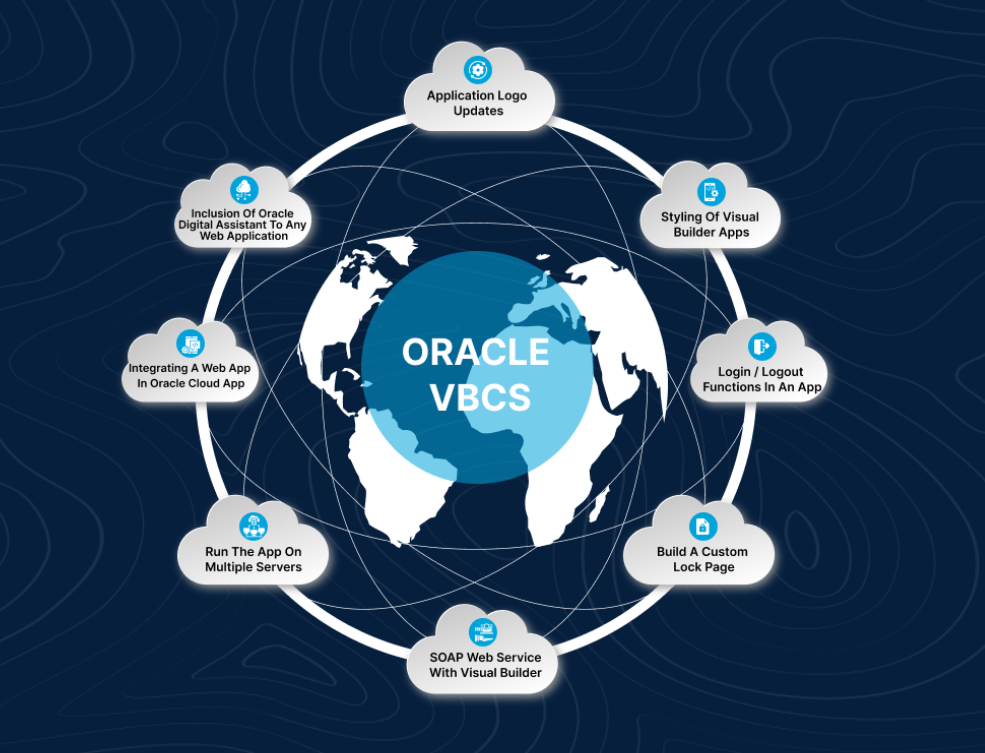 Application Logo
Updates
Inclusion Of Oracle
Digital Assistant To Any
Web Application
Styling Of Visual
Builder Apps
ORACLE
VBCS
Integrating A Web App
In Oracle Cloud App
Login / Logout
Functions In An App
Run The App On
Multiple Servers
Build A Custom
Lock Page
SOAP Web Service
With Visual Builder